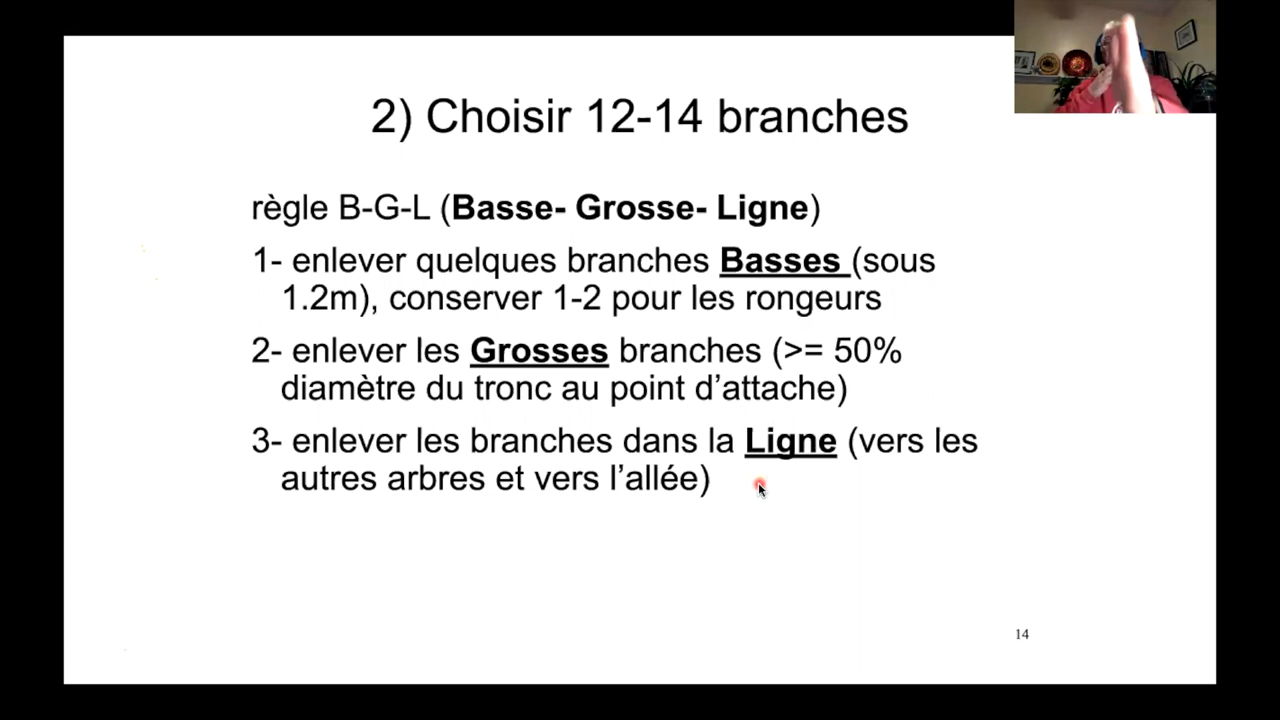 2) Choisir 12-14 branches
règle B-G-L (Basse- Grosse- Ligne)
1- enlever quelques branches Basses (sous
1.2m), conserver 1-2 pour les rongeurs
2- enlever les Grosses branches (>= 50%
diamètre du tronc au point d’attache)
3- enlever les branches dans la Ligne (vers les
autres arbres et vers l’allée)
14